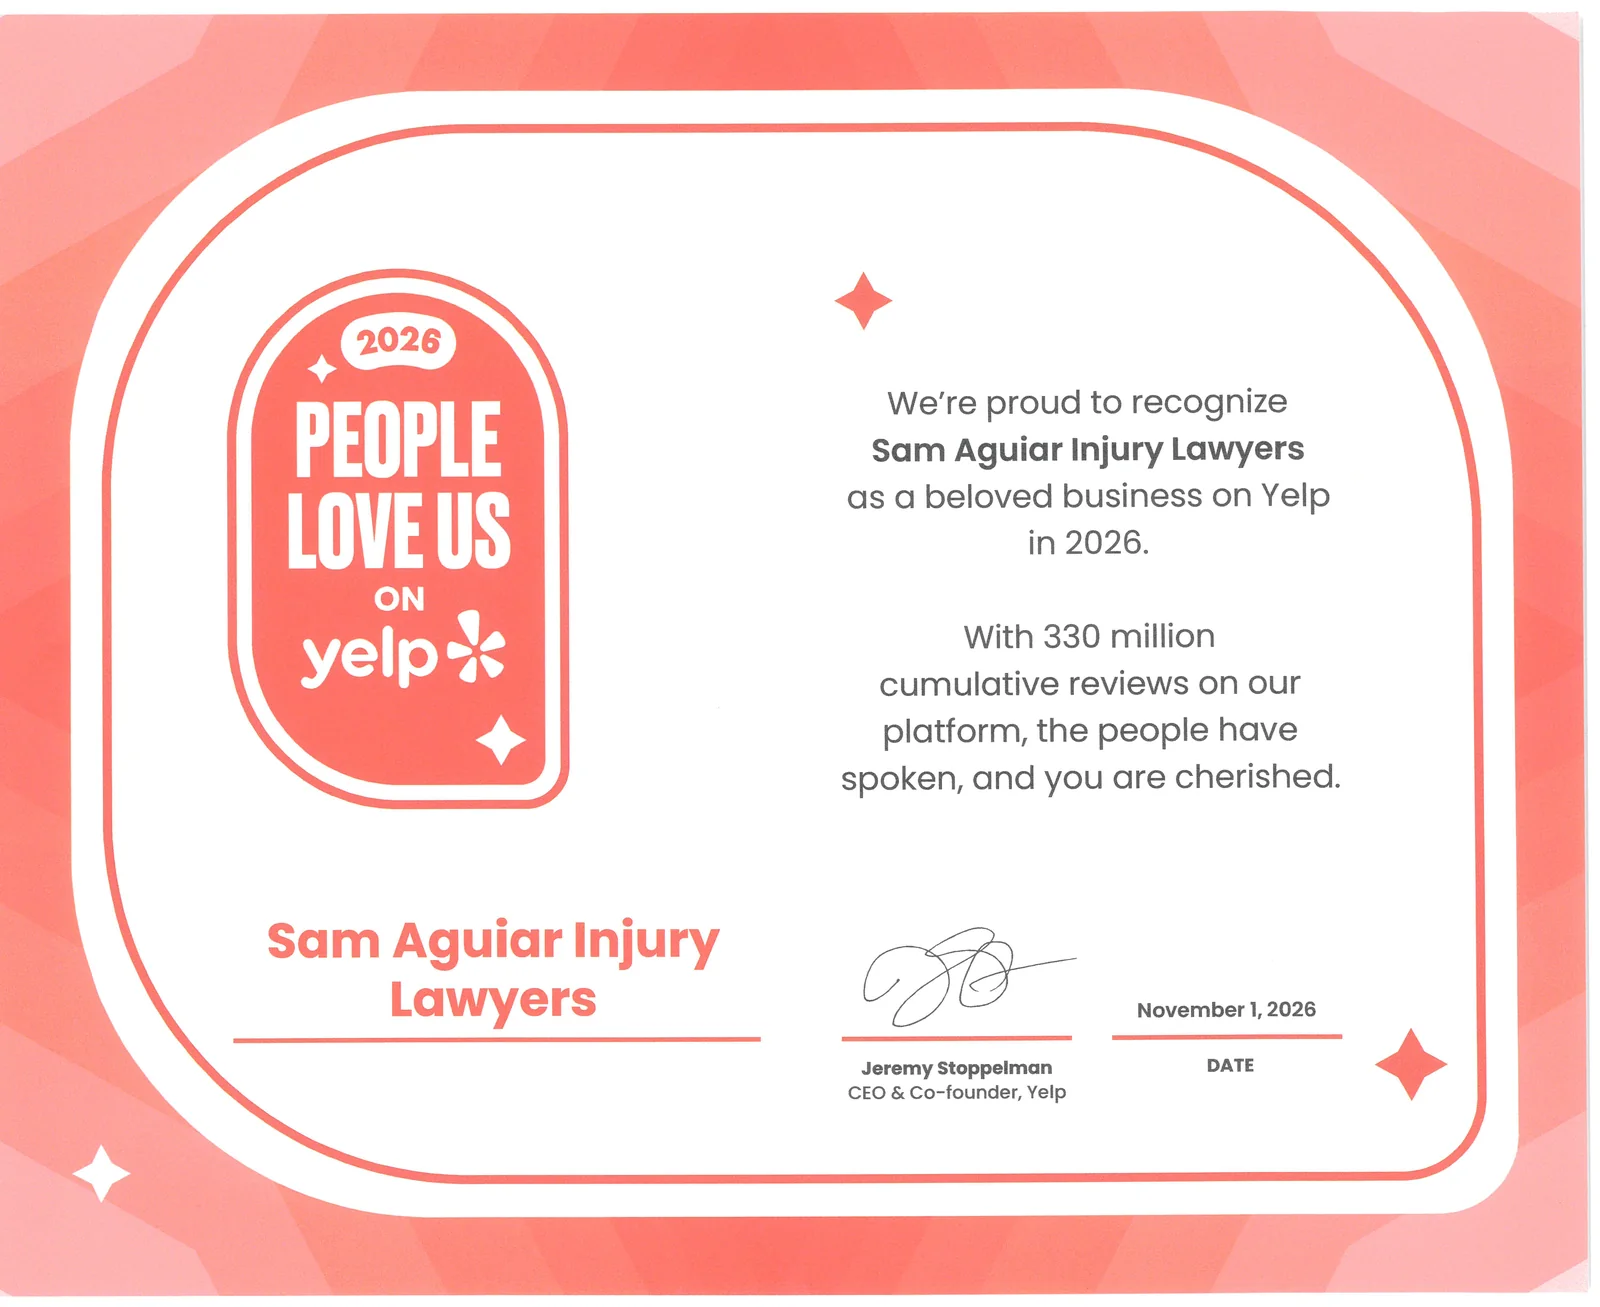 2026
PEOPLE
LOVE US
ON
yelp
We're proud to recognize
Sam Aguiar Injury Lawyers
as a beloved business on Yelp
in 2026.
With 330 million
cumulative reviews on our
platform, the people have
spoken, and you are cherished.
Sam Aguiar Injury
Lawyers
November 1, 2026
Jeremy Stoppelman
DATE
CEO & Co-founder, Yelp